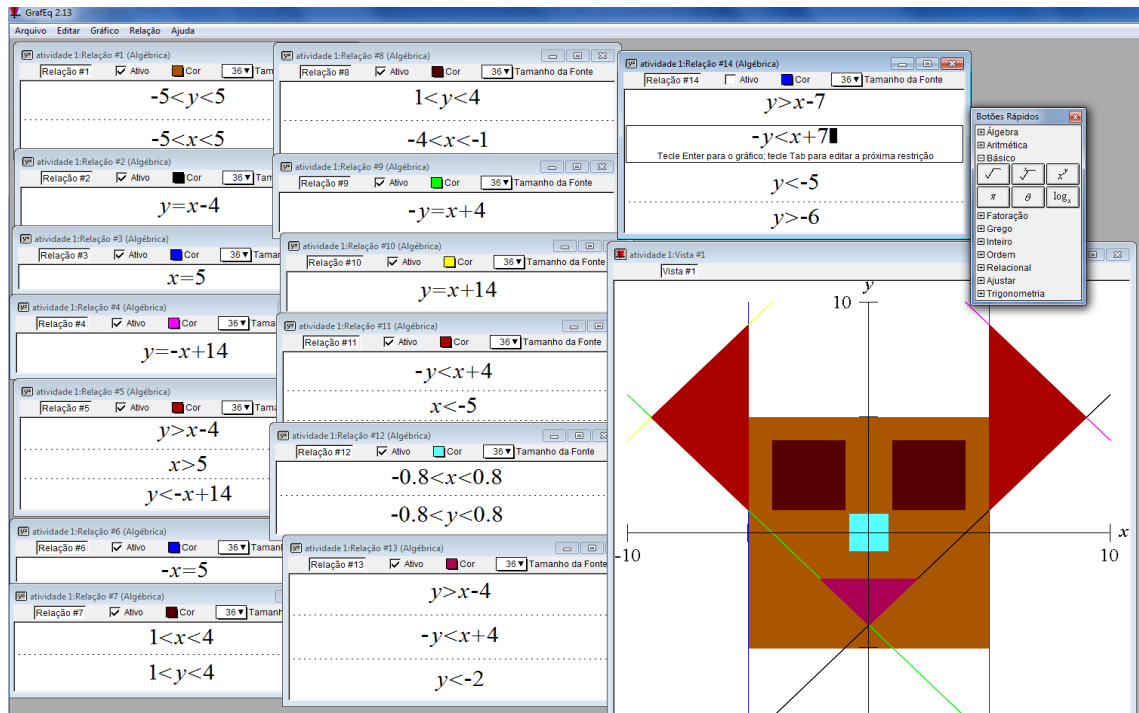 GrafEq 2.13
Arquivo Editar Gráfico Relação Ajuda
atividade 1:Relação #1 (Algébrica)
Relação #1 Ativo Cor 36 Tam
-5<y<5
-5<x<5
atividade 1:Relação #2 (Algébrica)
Relação #2 Ativo Cor 36 Tam
y=x-4
atividade 1:Relação #3 (Algébrica)
Relação #3 Ativo Cor 36 Taman
x=5
atividade 1:Relação #4 (Algébrica)
Relação #4 Ativo Cor 36 Tama
y=-x+14
atividade 1:Relação #5 (Algébrica)
Relação #5 Ativo Cor 36 Tama
y>x-4
x>5
y<-x+14
atividade 1:Relação #6 (Algébrica)
Relação #6 Ativo Cor 36 Taman
-x=5
atividade 1:Relação #7 (Algébrica)
Relação #7 Ativo Cor 36 Tamanh
1<x<4
1<y<4
atividade 1:Relação #8 (Algébrica)
Relação #8 Ativo Cor 36 Tamanho da Fonte
1<y<4
-4<x<-1
atividade 1:Relação #9 (Algébrica)
Relação #9 Ativo Cor 36 Tamanho da Fonte
-y=x+4
atividade 1:Relação #10 (Algébrica)
Relação #10 Ativo Cor 36 Tamanho da Fonte
y=x+14
atividade 1:Relação #11 (Algébrica)
Relação #11 Ativo Cor 36 Tamanho da Fonte
-y<x+4
x<-5
atividade 1:Relação #12 (Algébrica)
Relação #12 Ativo Cor 36 Tamanho da Fonte
-0.8<x<0.8
-0.8<y<0.8
atividade 1:Relação #13 (Algébrica)
Relação #13 Ativo Cor 36 Tamanho da Fonte
y>x-4
-y<x+4
y<-2
atividade 1:Relação #14 (Algébrica)
Relação #14 Ativo Cor 36 Tamanho da Fonte
y>x-7
-y<x+7
Tecle Enter para o gráfico; tecle Tab para editar a próxima restrição
y<-5
y>-6
Botões Rápidos
Álgebra
Aritmética
Básico
√ √ xʸ
π θ logₓ
Fatoração
Grego
Inteiro
Ordem
Relacional
Ajustar
Trigonometria
atividade 1:Vista #1
Vista #1
y
10
x
-10
10